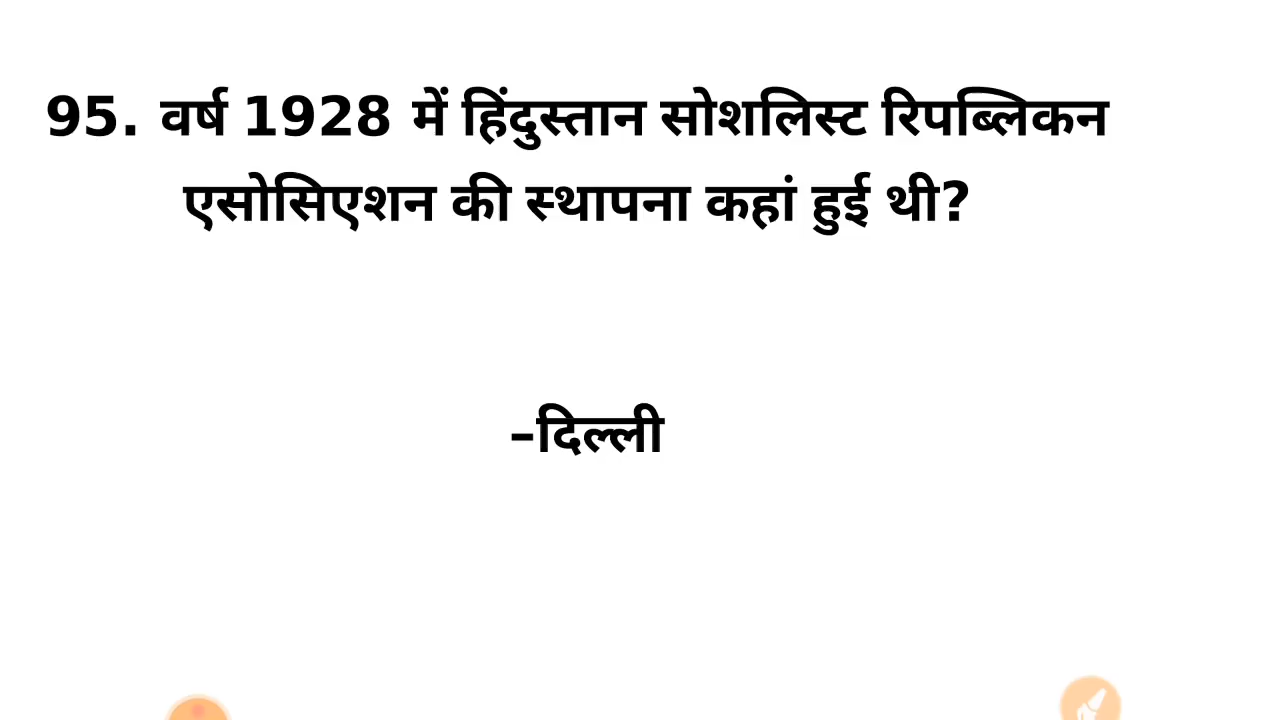 95. वर्ष 1928 में हिंदुस्तान सोशलिस्ट रिपब्लिकन
एसोसिएशन की स्थापना कहां हुई थी?
–दिल्ली